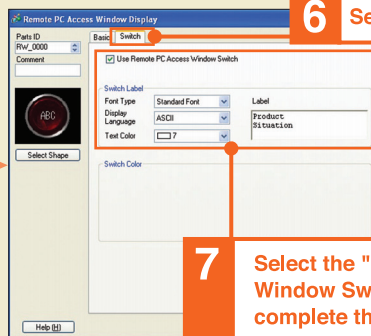 Remote PC Access Window Display
6
Parts ID
RW_0000
Comment
ABC
Select Shape
Help (H)
Basic
Switch
Use Remote PC Access Window Switch
Switch Label
Font Type
Standard Font
Display Language
ASCII
Text Color
7
Label
Product
Situation
Switch Color
7
Select the "
Window Sw
complete th